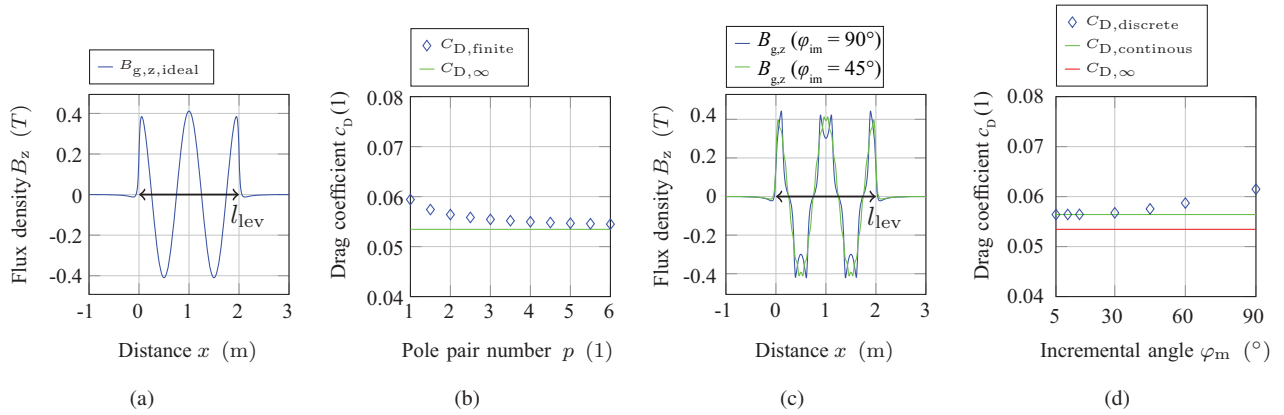 B_g,z,ideal
Flux density B_z (T)
0.4
0.2
0
-0.2
-0.4
l_lev
-1 0 1 2 3
Distance x (m)
(a)
C_D,finite
C_D,∞
Drag coefficient c_D (1)
0.08
0.07
0.06
0.05
0.04
1 2 3 4 5 6
Pole pair number p (1)
(b)
B_g,z (φ_im = 90°)
B_g,z (φ_im = 45°)
Flux density B_z (T)
0.4
0.2
0
-0.2
-0.4
l_lev
-1 0 1 2 3
Distance x (m)
(c)
C_D,discrete
C_D,continous
C_D,∞
Drag coefficient c_D (1)
0.08
0.07
0.06
0.05
0.04
5 30 60 90
Incremental angle φ_m (°)
(d)